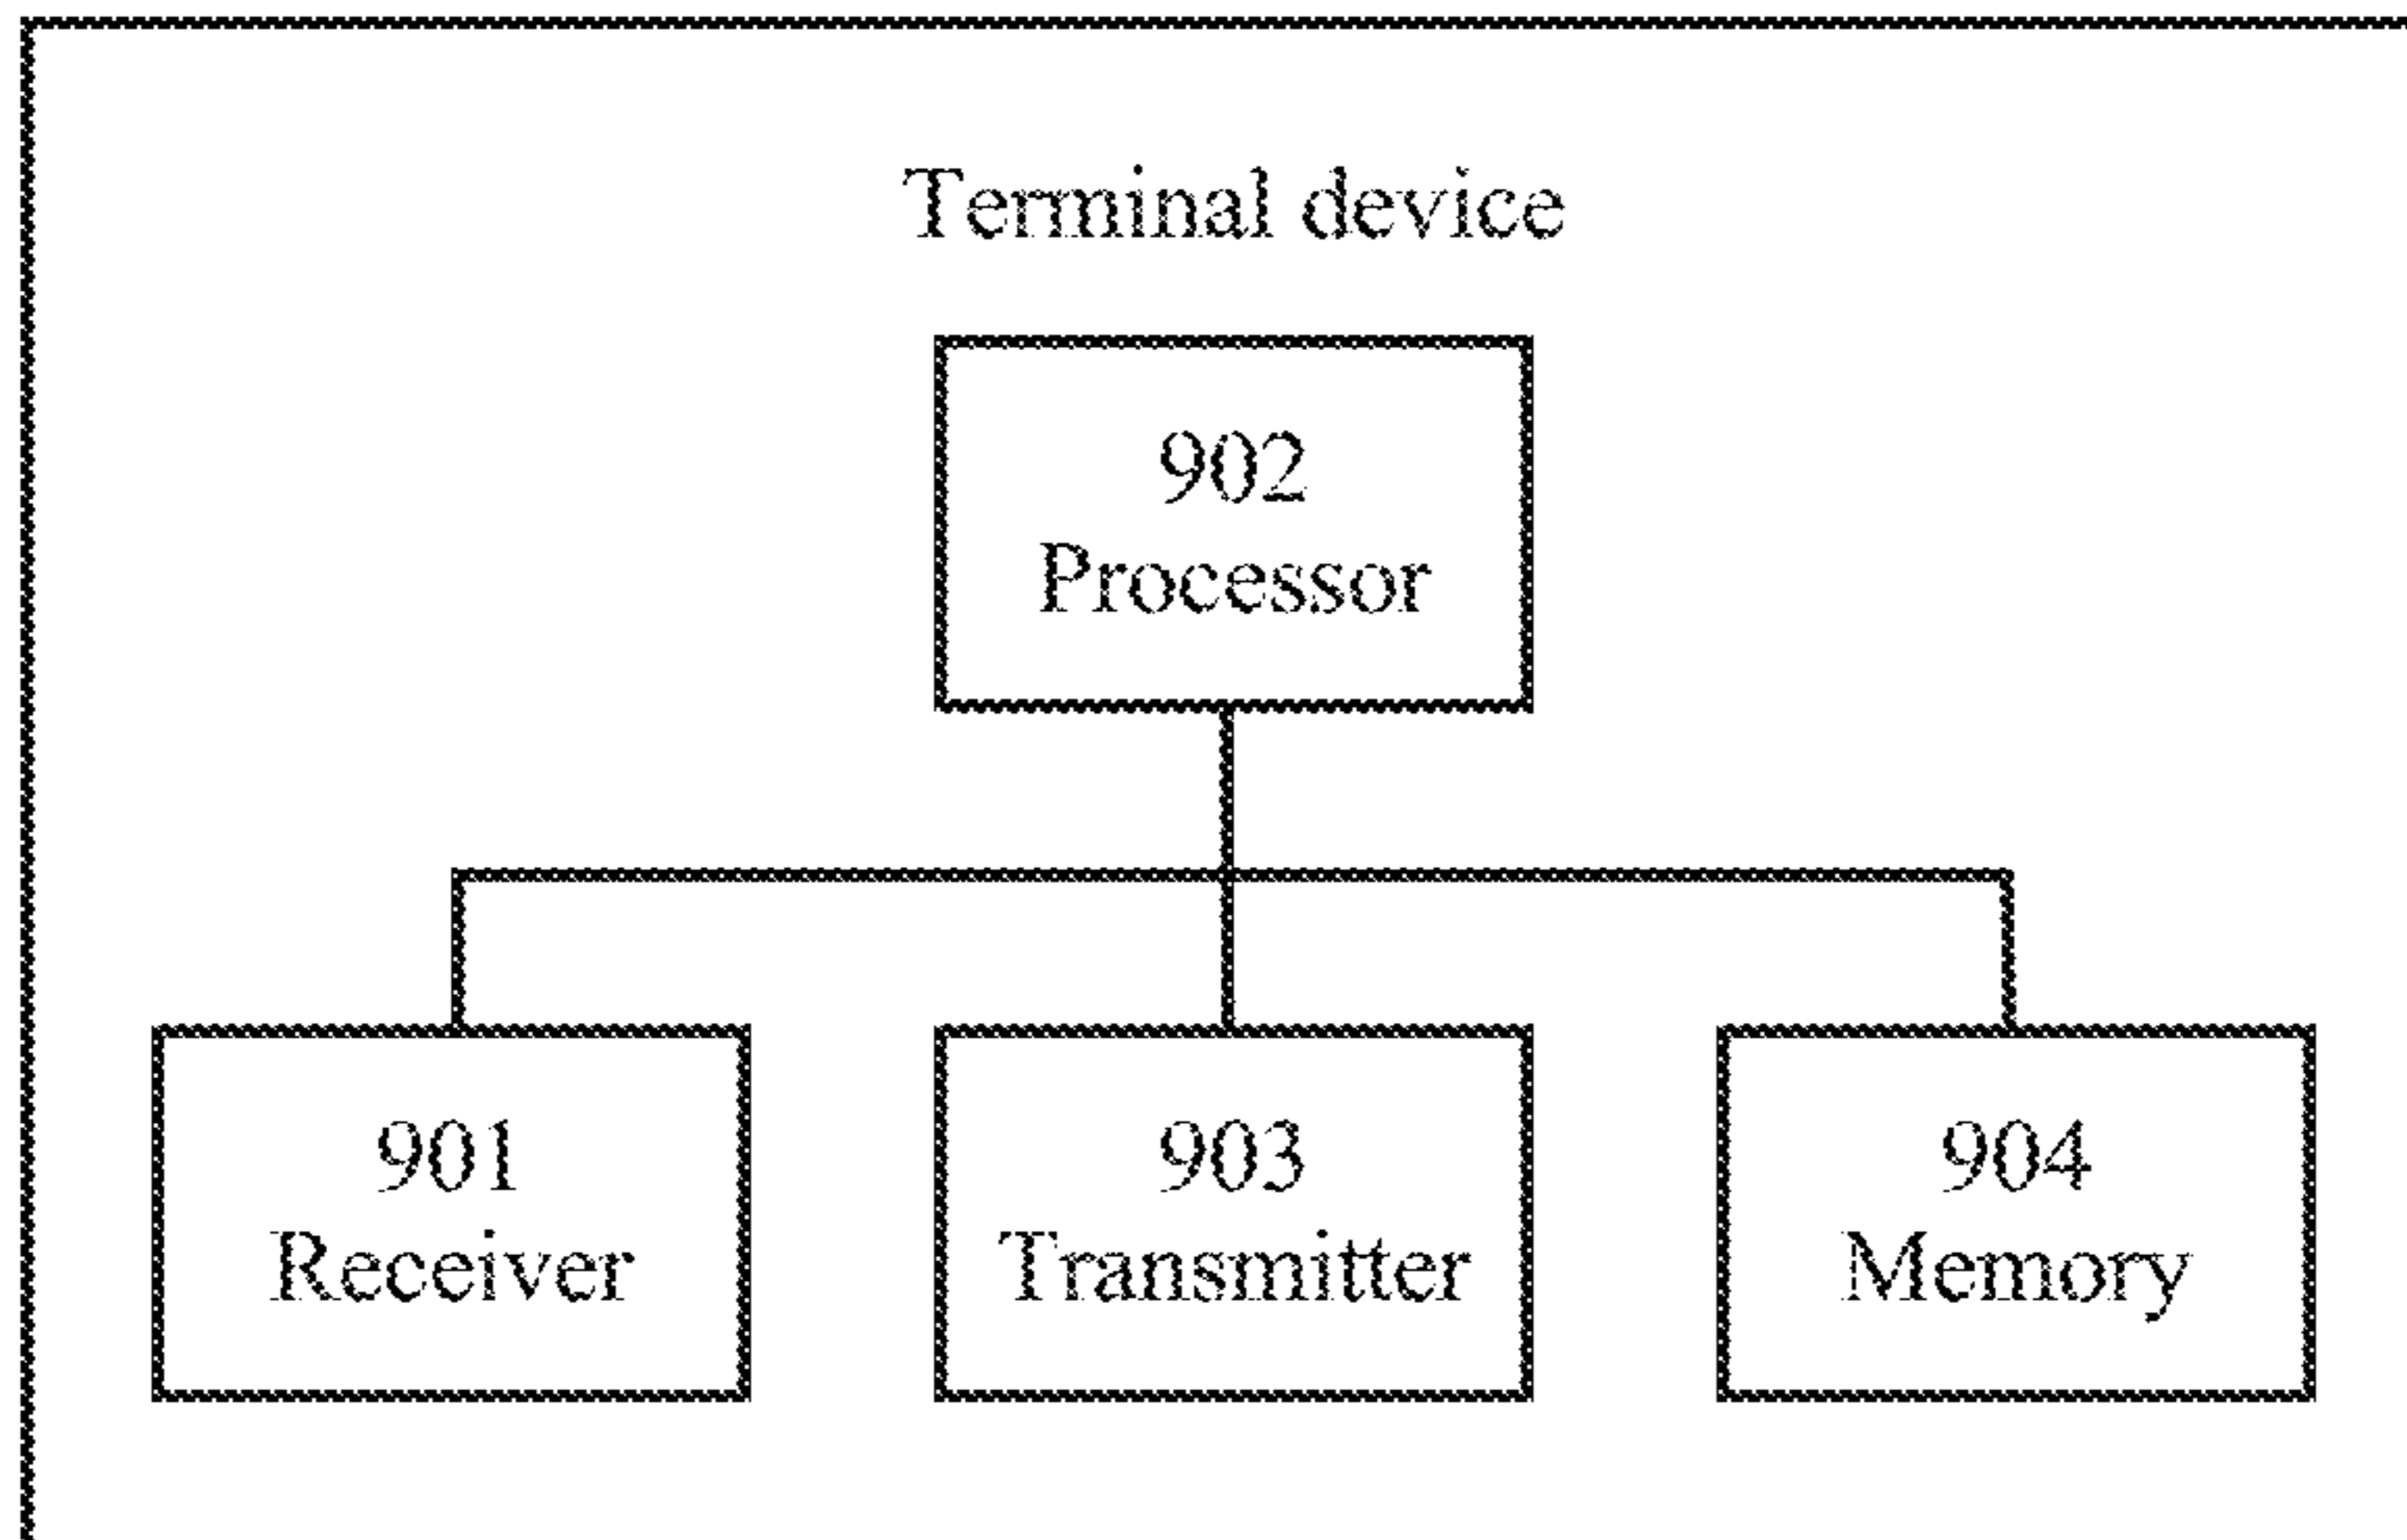 Terminal device
902
Processor
901
Receiver
903
Transmitter
904
Memory